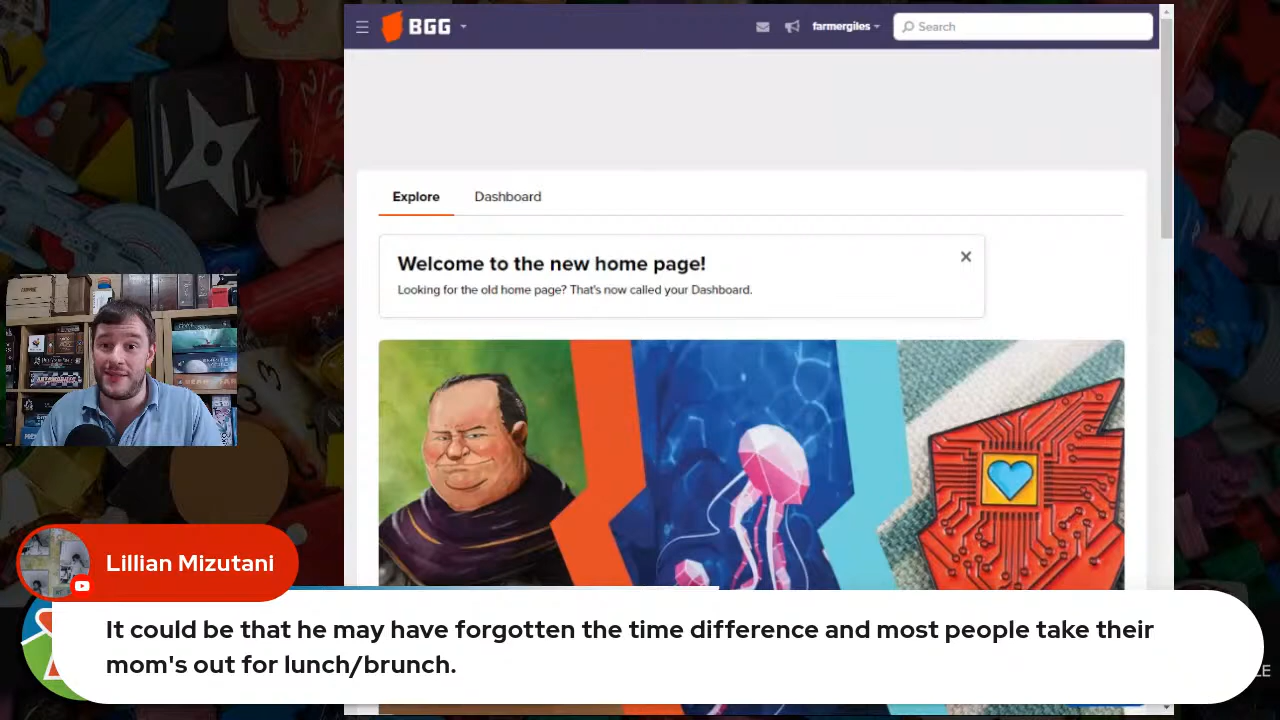 BGG
farmergiles
Search
Explore
Dashboard
Welcome to the new home page!
Looking for the old home page? That's now called your Dashboard.
Lillian Mizutani
It could be that he may have forgotten the time difference and most people take their
mom's out for lunch/brunch.